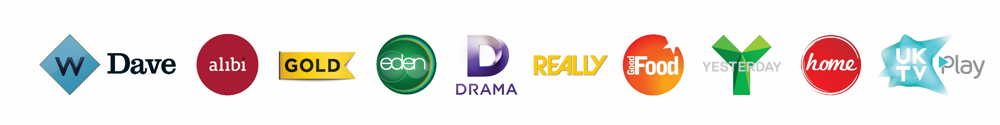 W
Dave
alibi
GOLD
eden
D
DRAMA
REALLY
Good
Food
YESTERDAY
home
UK
TV
Play